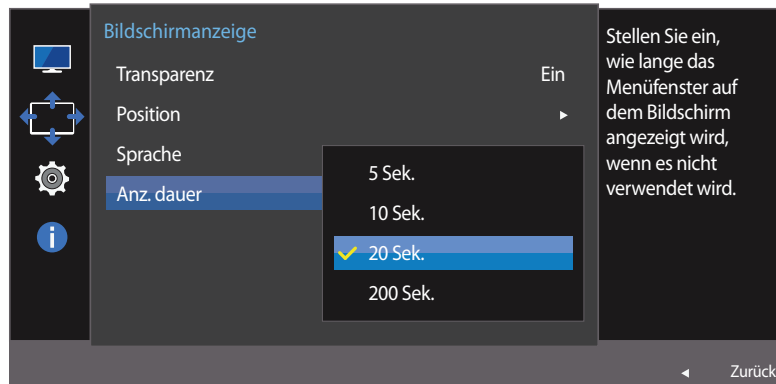 Bildschirmanzeige
Transparenz Ein
Position
Sprache
Anz. dauer
5 Sek.
10 Sek.
20 Sek.
200 Sek.
Stellen Sie ein,
wie lange das
Menüfenster auf
dem Bildschirm
angezeigt wird,
wenn es nicht
verwendet wird.
Zurück